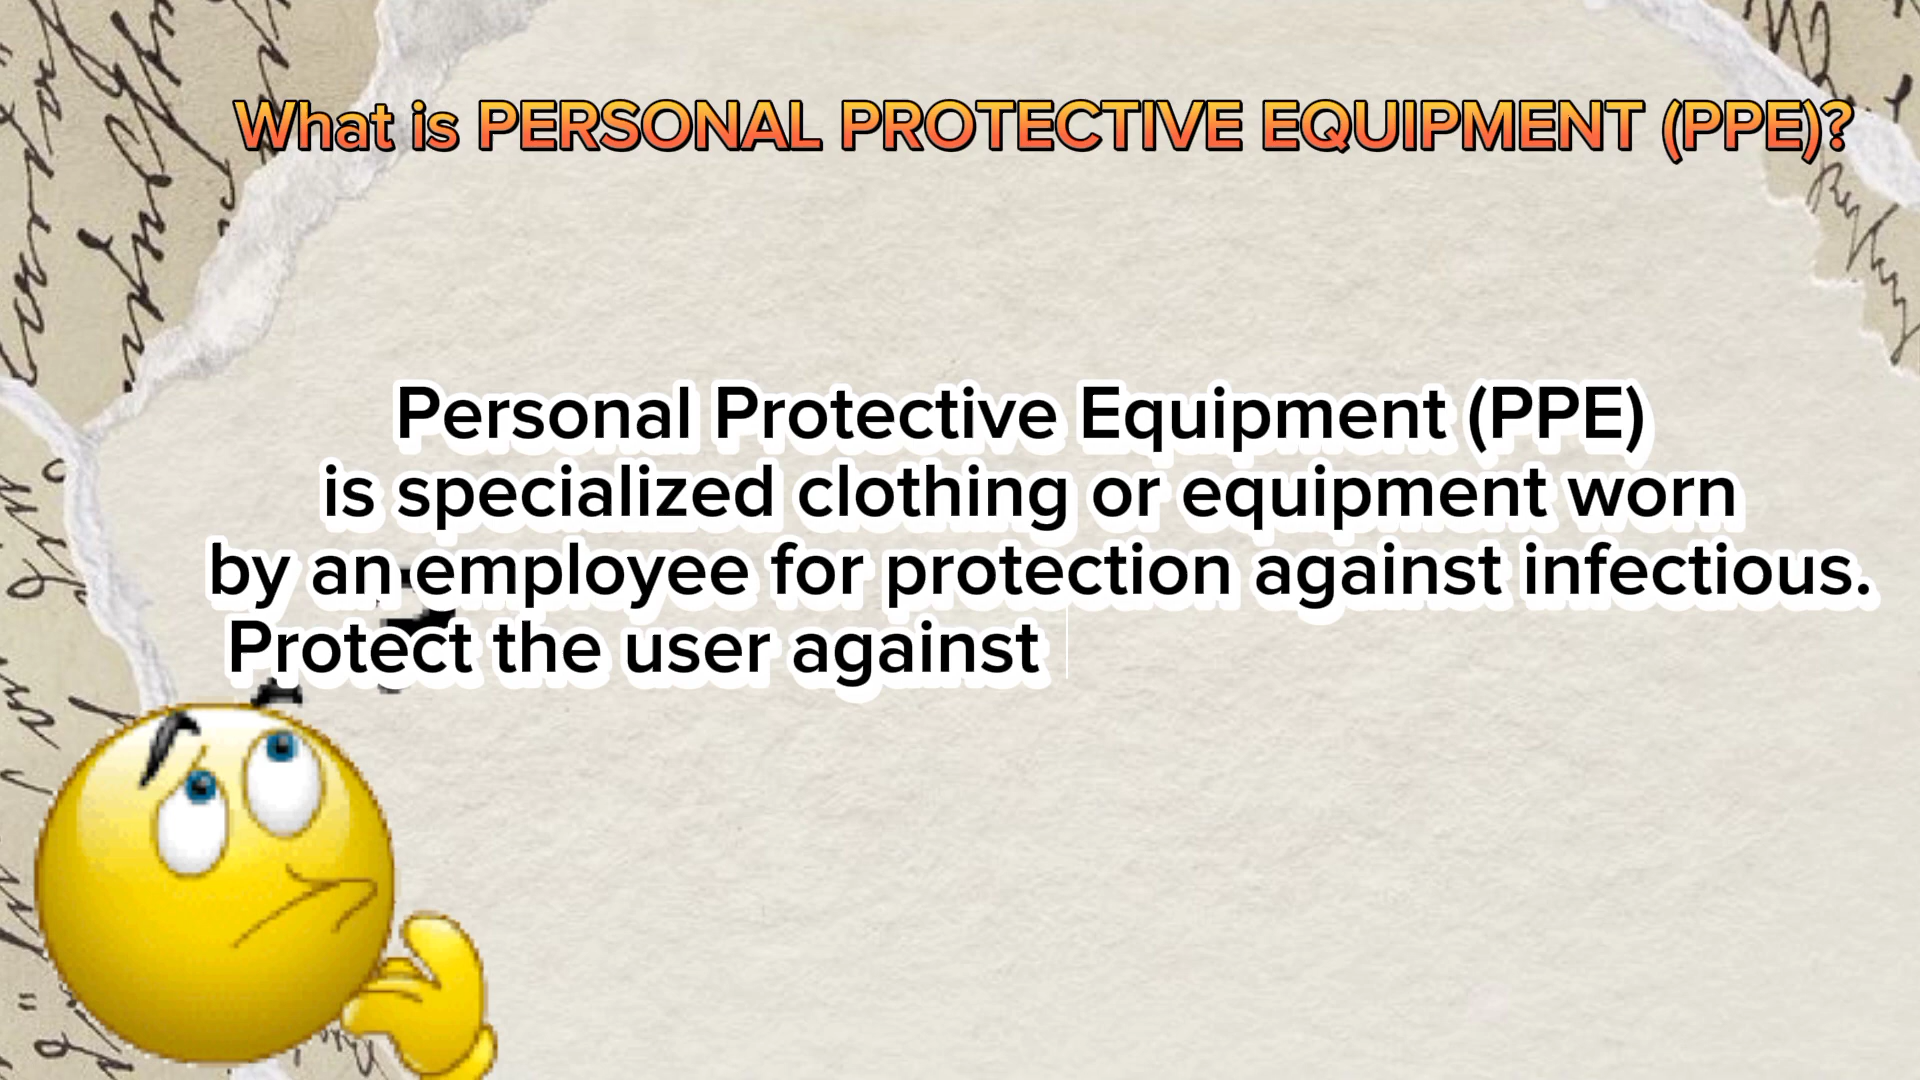 What is PERSONAL PROTECTIVE EQUIPMENT (PPE)?
Personal Protective Equipment (PPE)
is specialized clothing or equipment worn
by an employee for protection against infectious.
Protect the user against